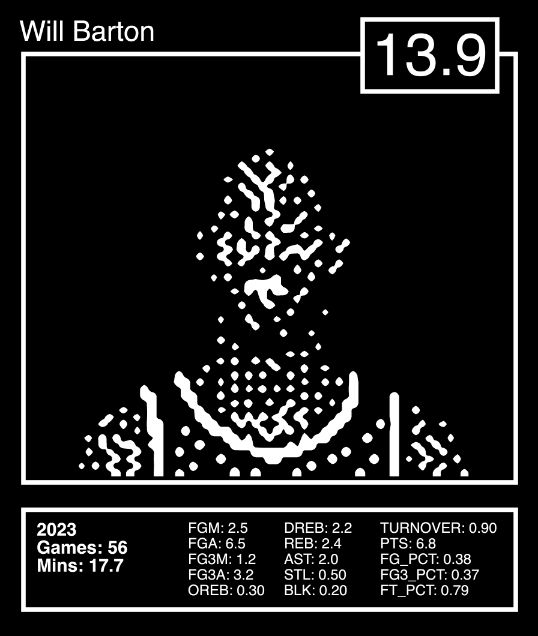 Will Barton
13.9
2023
Games: 56
Mins: 17.7
FGM: 2.5
FGA: 6.5
FG3M: 1.2
FG3A: 3.2
OREB: 0.30
DREB: 2.2
REB: 2.4
AST: 2.0
STL: 0.50
BLK: 0.20
TURNOVER: 0.90
PTS: 6.8
FG_PCT: 0.38
FG3_PCT: 0.37
FT_PCT: 0.79